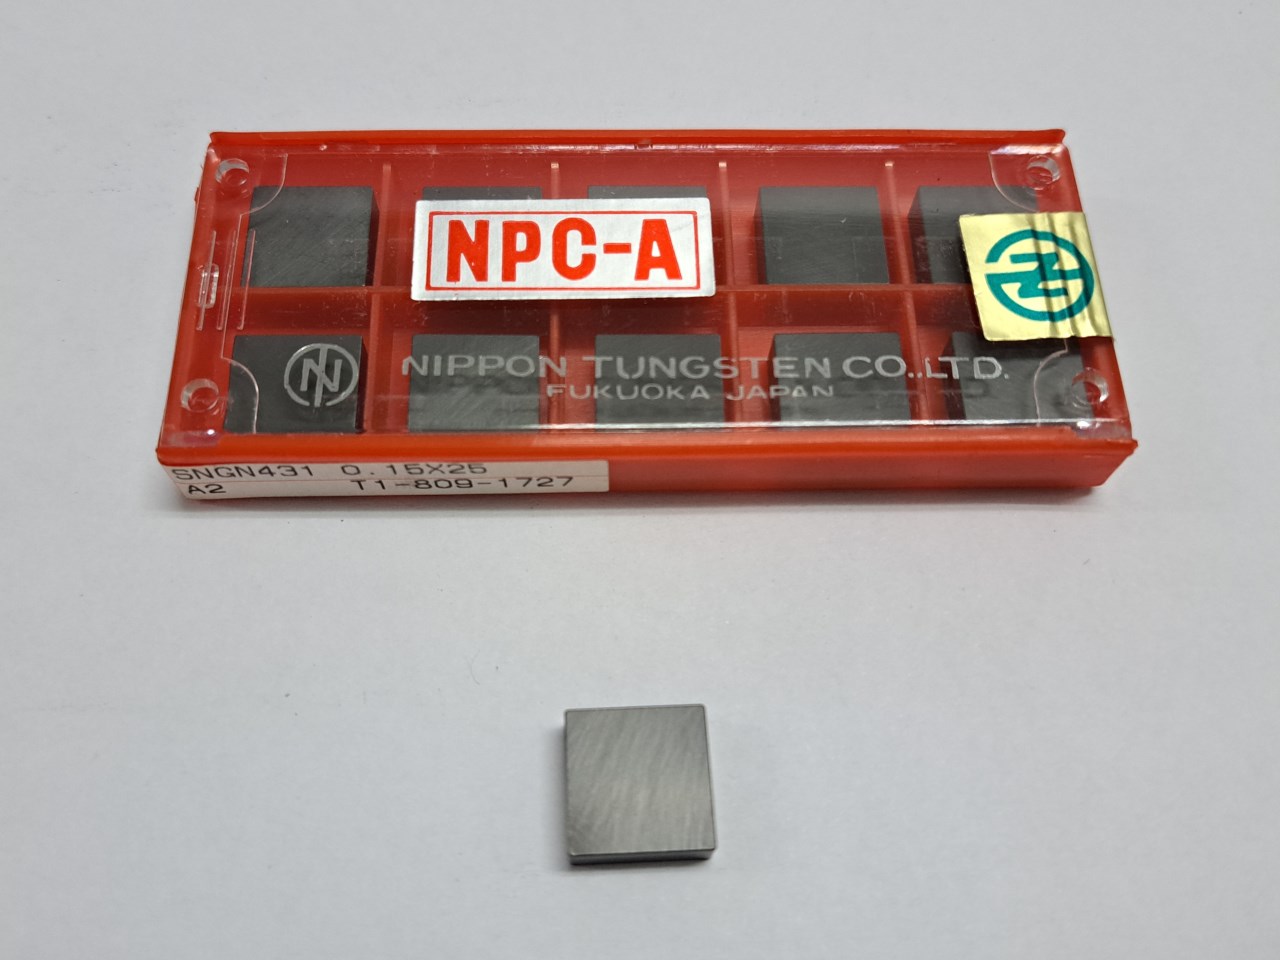 NPC-A
NIPPON TUNGSTEN CO.,LTD.
FUKUOKA JAPAN
SNGN431 0.15X25
A2 T1-809-1727